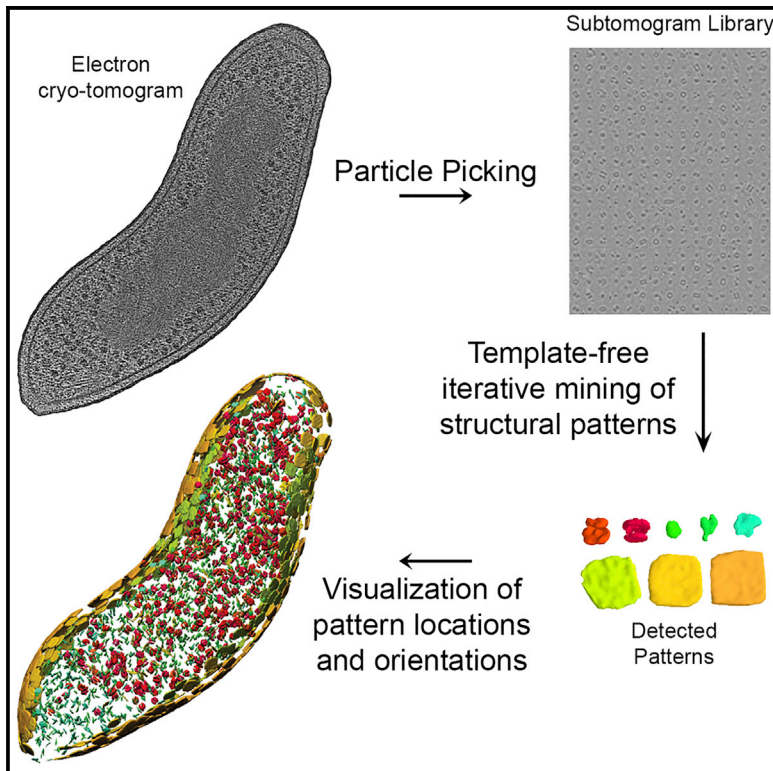 Electron
cryo-tomogram
Subtomogram Library
Particle Picking
Template-free
iterative mining of
structural patterns
Detected
Patterns
Visualization of
pattern locations
and orientations